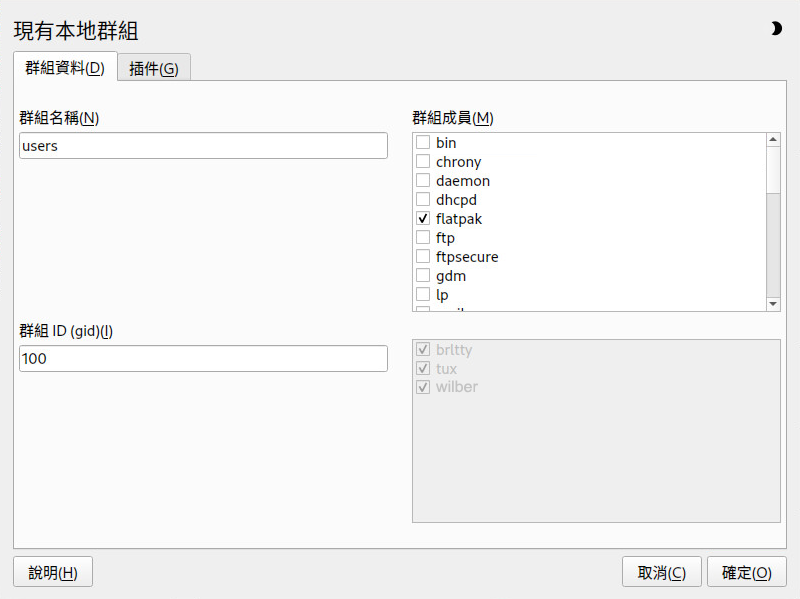 現有本地群組
群組資料(D)
插件(G)
群組名稱(N)
users
群組 ID (gid)(I)
100
群組成員(M)
bin
chrony
daemon
dhcpd
flatpak
ftp
ftpsecure
gdm
lp
brltty
tux
wilber
說明(H)
取消(C)
確定(O)